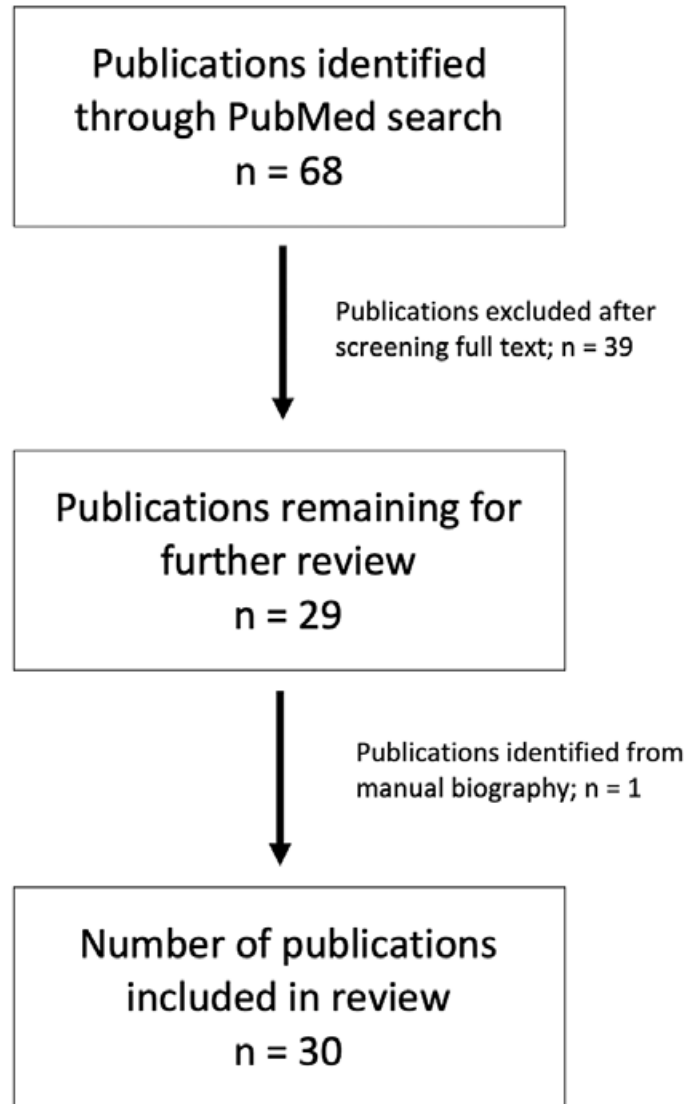 Publications identified
through PubMed search
n = 68
Publications excluded after
screening full text; n = 39
Publications remaining for
further review
n = 29
Publications identified from
manual biography; n = 1
Number of publications
included in review
n = 30